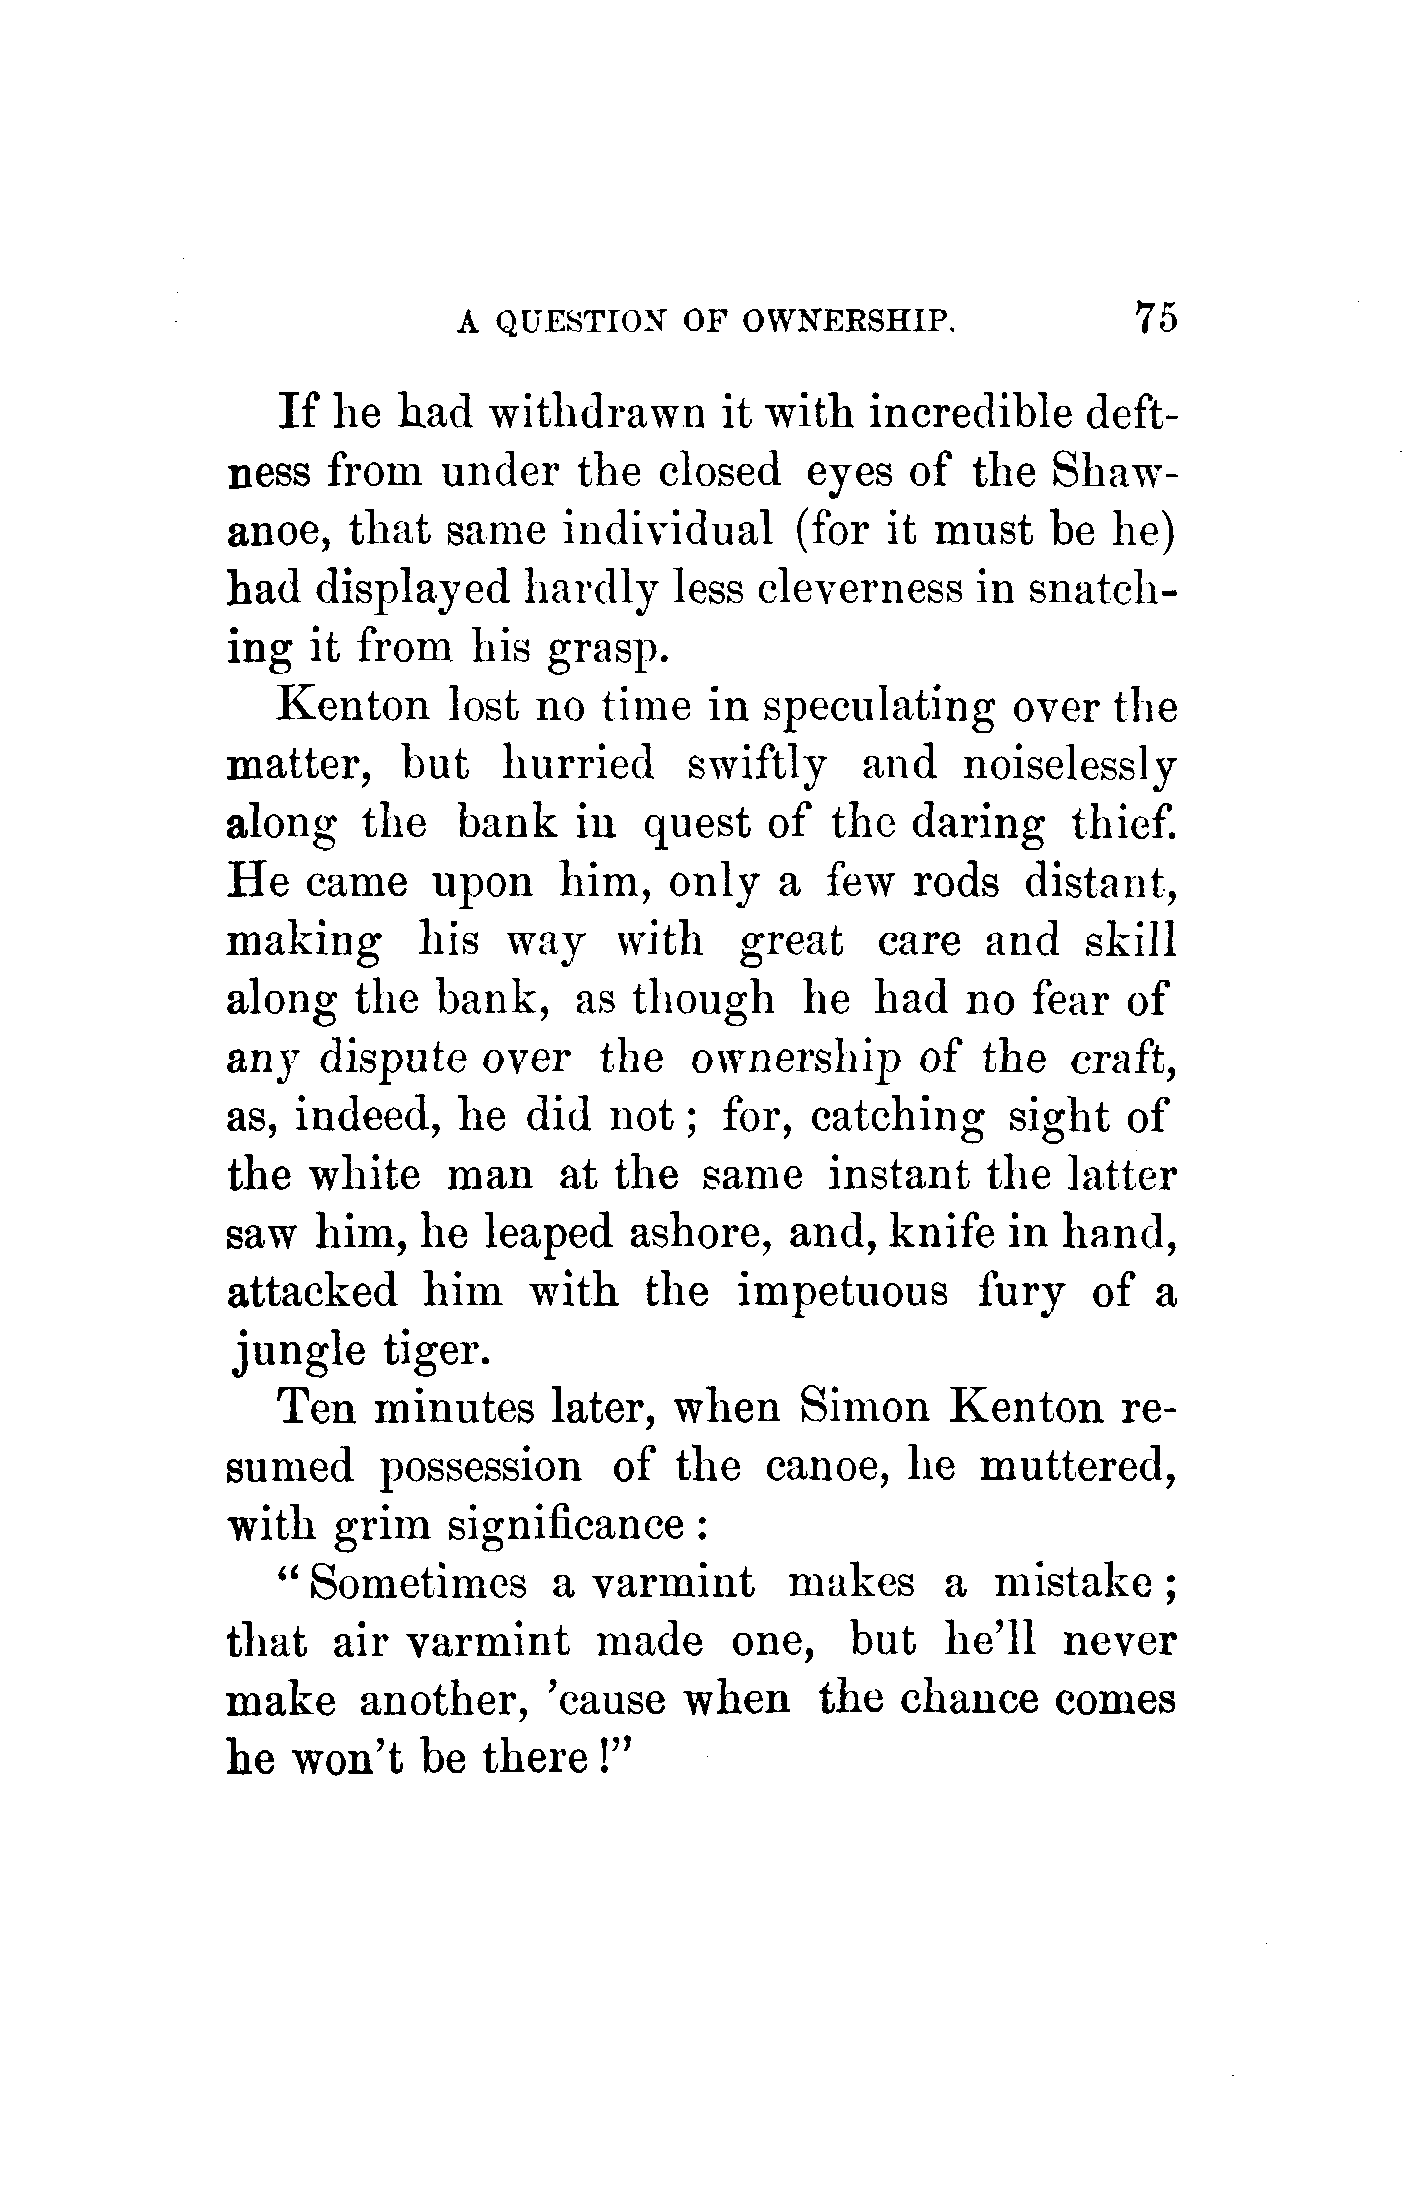 A QUESTION OF OWNERSHIP. 75
If he had withdrawn it with incredible deft-
ness from under the closed eyes of the Shaw-
anoe, that same individual (for it must be he)
had displayed hardly less cleverness in snatch-
ing it from his grasp.
Kenton lost no time in speculating over the
matter, but hurried swiftly and noiselessly
along the bank in quest of the daring thief.
He came upon him, only a few rods distant,
making his way with great care and skill
along the bank, as though he had no fear of
any dispute over the ownership of the craft,
as, indeed, he did not ; for, catching sight of
the white man at the same instant the latter
saw him, he leaped ashore, and, knife in hand,
attacked him with the impetuous fury of a
jungle tiger.
Ten minutes later, when Simon Kenton re-
sumed possession of the canoe, he muttered,
with grim significance :
“ Sometimes a varmint makes a mistake ;
that air varmint made one, but he’ll never
make another, ’cause when the chance comes
he won’t be there !”